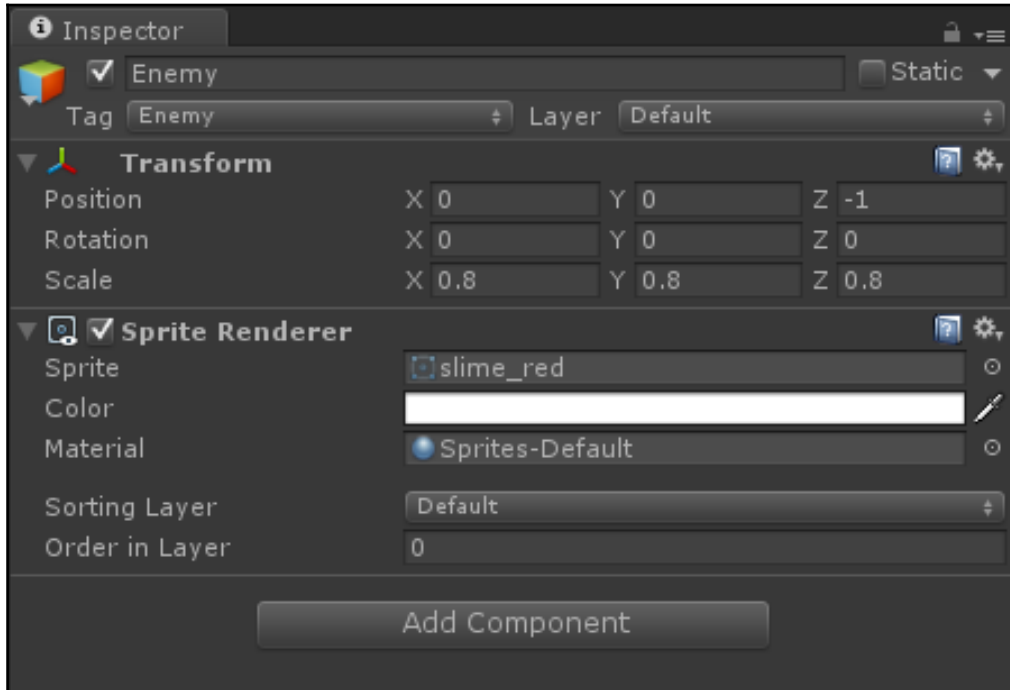 Inspector
Enemy Static
Tag Enemy Layer Default
Transform
Position X 0 Y 0 Z -1
Rotation X 0 Y 0 Z 0
Scale X 0.8 Y 0.8 Z 0.8
Sprite Renderer
Sprite slime_red
Color
Material Sprites-Default
Sorting Layer Default
Order in Layer 0
Add Component